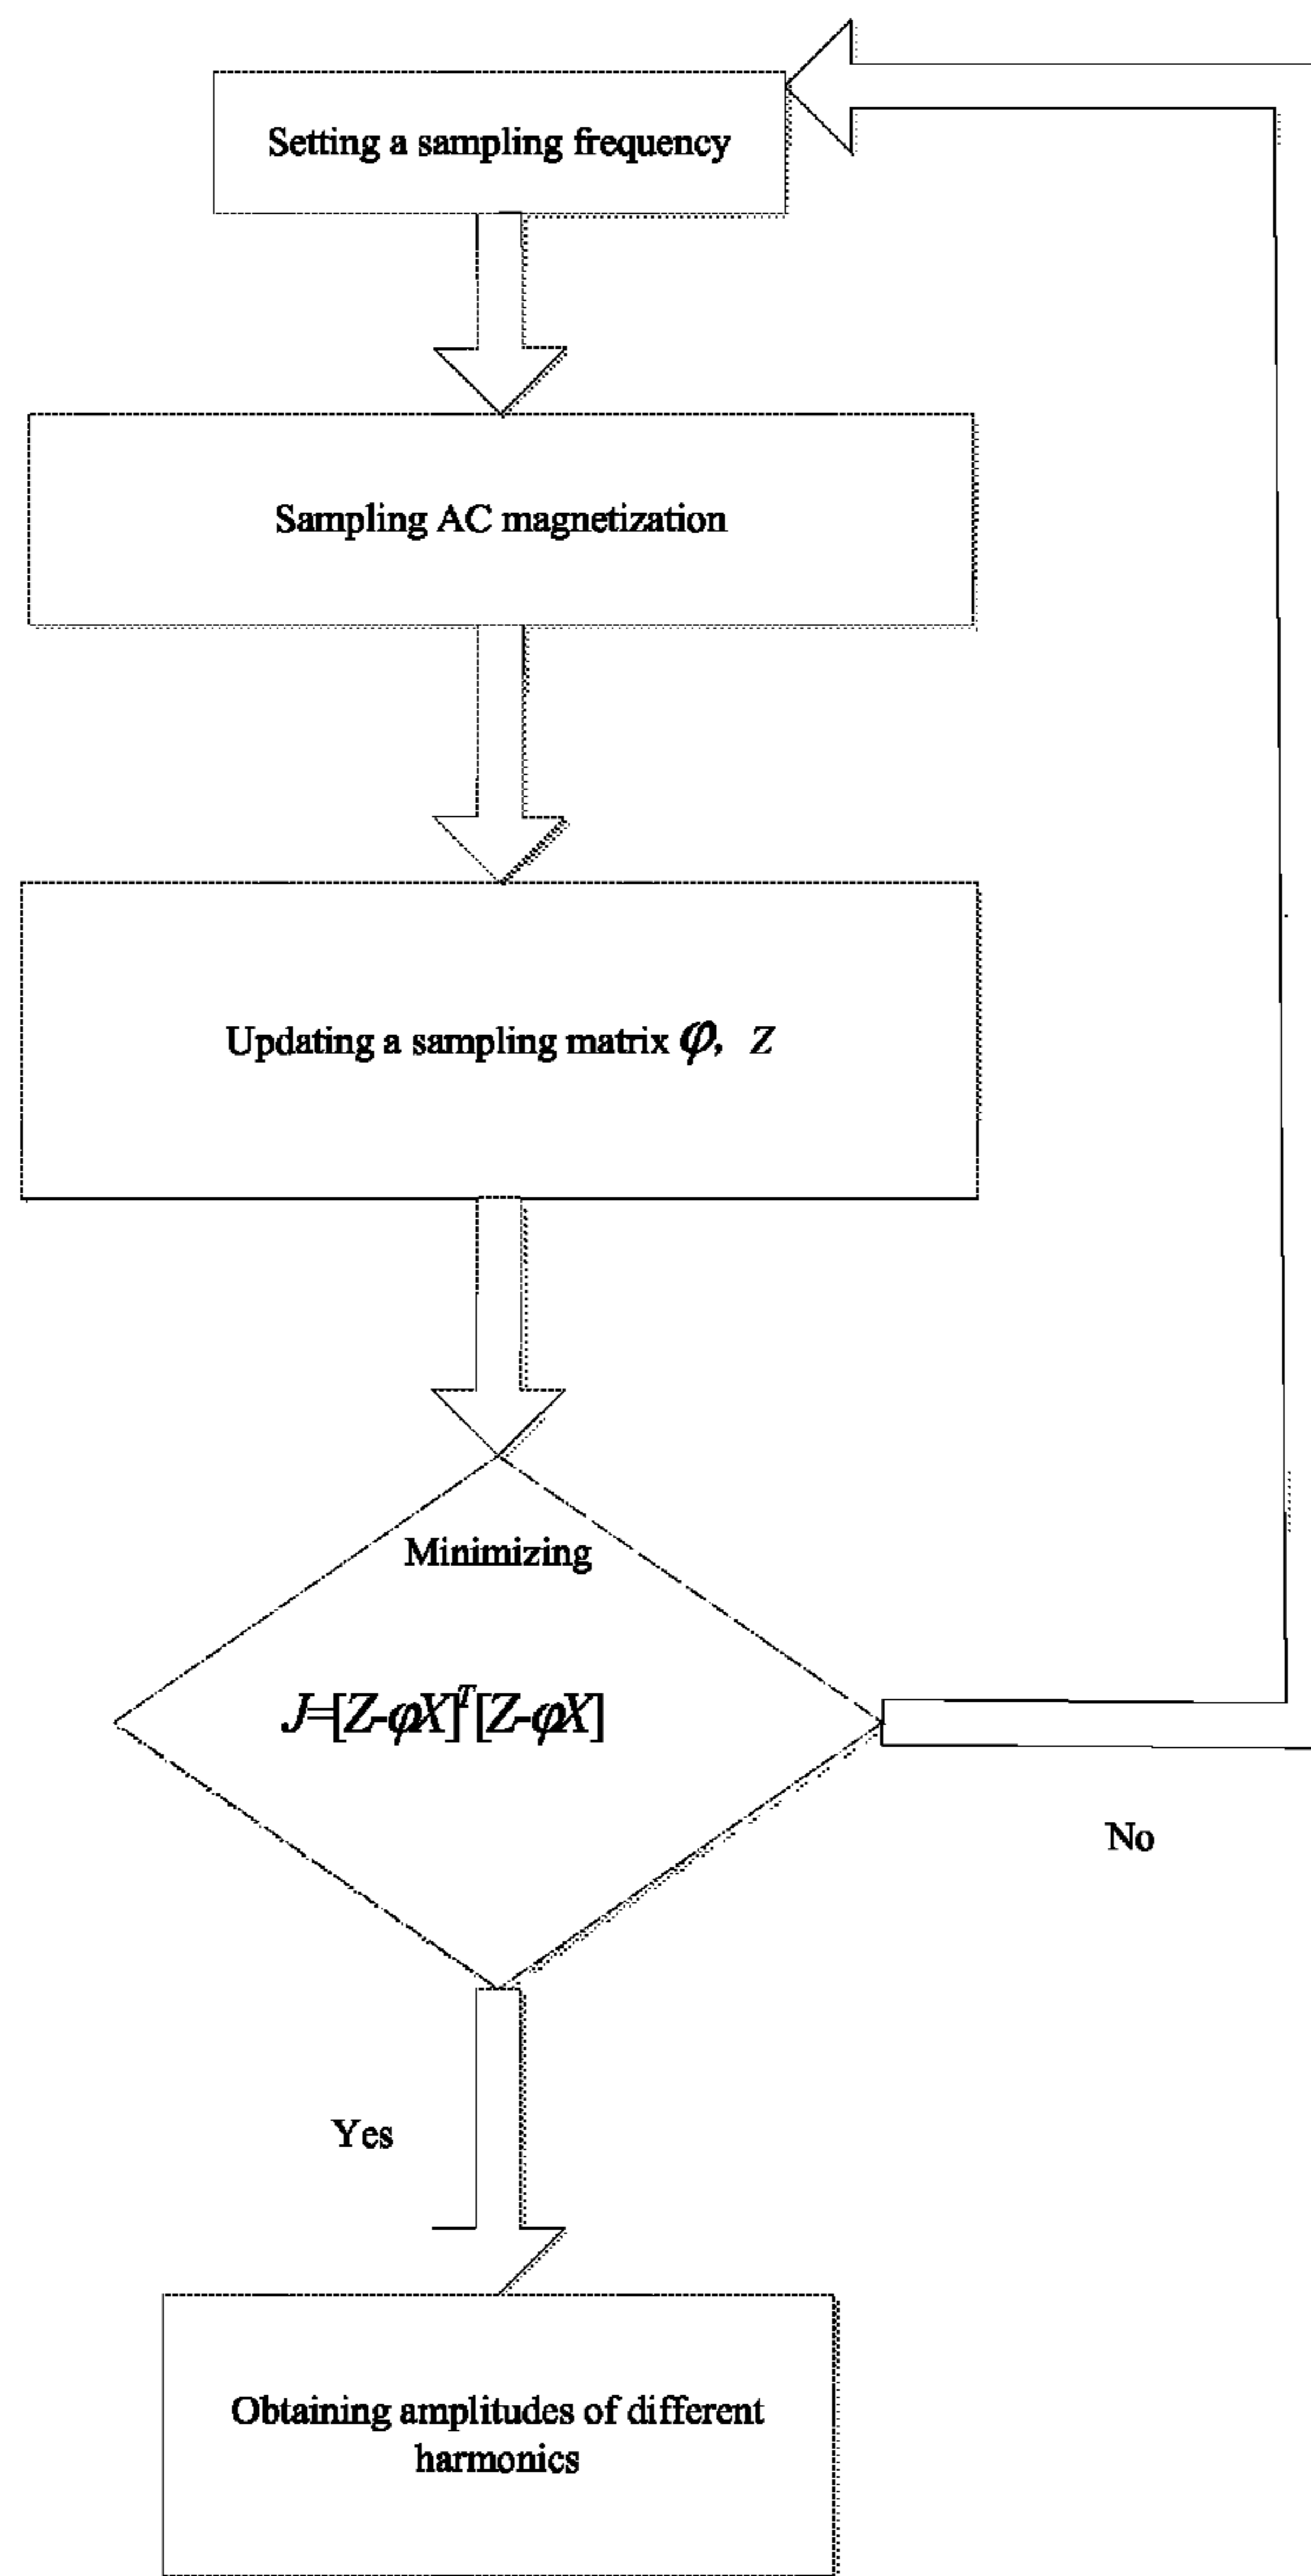 Setting a sampling frequency
Sampling AC magnetization
Updating a sampling matrix φ, Z
Minimizing
J=[Z-φX]ᵀ[Z-φX]
No
Yes
Obtaining amplitudes of different
harmonics